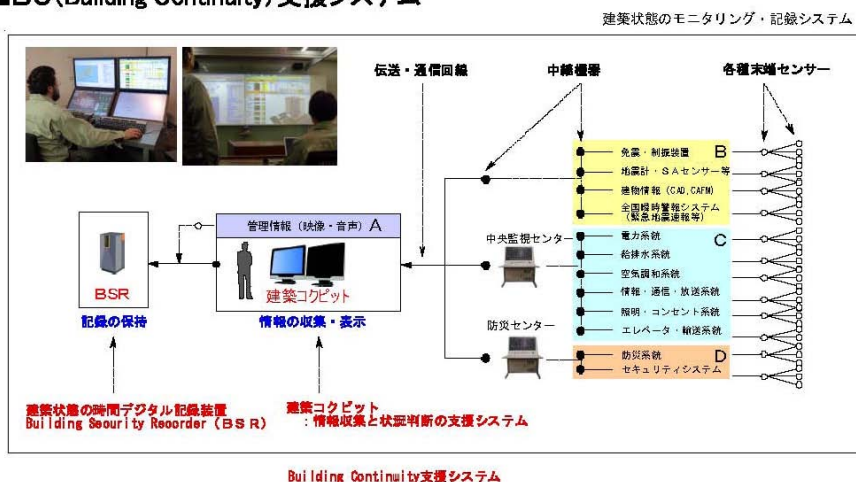 ■BC(Building Continuity)支援システム
建築状態のモニタリング・記録システム
伝送・通信回線
中継機器
各種末端センサー
免震・制振装置 B
地震計・SAセンサー等
建物情報 (CAD,CAFM)
全国瞬時警報システム
(緊急地震速報等)
管理情報(映像・音声) A
中央監視センター
電力系統 C
給排水系統
空気調和系統
情報・通信・放送系統
照明・コンセント系統
エレベータ・輸送系統
BSR
建築コクピット
記録の保持
情報の収集・表示
防災センター
防災系統 D
セキュリティシステム
建築状態の時間デジタル記録装置
Building Security Recorder(BSR)
建築コクピット
:情報収集と状況判断の支援システム
Building Continuity支援システム